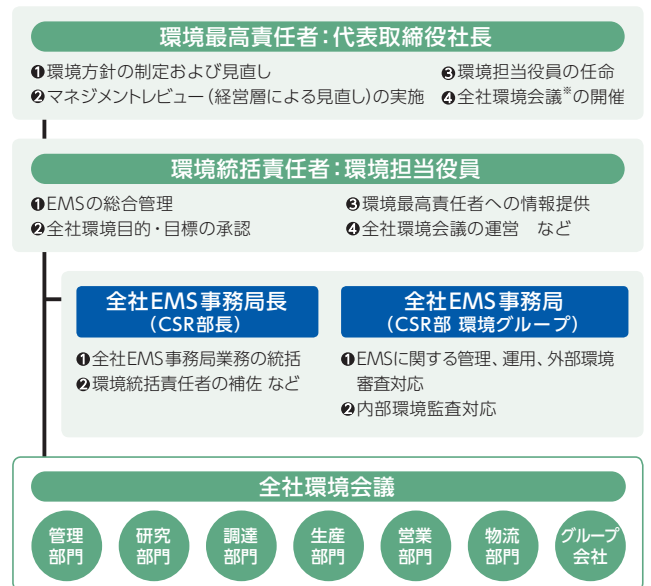 環境最高責任者：代表取締役社長
❶環境方針の制定および見直し
❷マネジメントレビュー（経営層による見直し）の実施
❸環境担当役員の任命
❹全社環境会議※の開催
環境統括責任者：環境担当役員
❶EMSの総合管理
❷全社環境目的・目標の承認
❸環境最高責任者への情報提供
❹全社環境会議の運営　など
全社EMS事務局長
（CSR部長）
❶全社EMS事務局業務の統括
❷環境統括責任者の補佐 など
全社EMS事務局
（CSR部 環境グループ）
❶EMSに関する管理、運用、外部環境
審査対応
❷内部環境監査対応
全社環境会議
管理
部門
研究
部門
調達
部門
生産
部門
営業
部門
物流
部門
グループ
会社